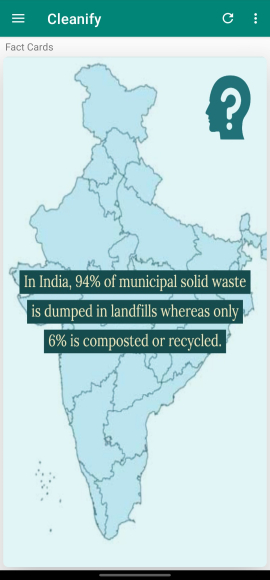 Cleanify
Fact Cards
?
In India, 94% of municipal solid waste
is dumped in landfills whereas only
6% is composted or recycled.